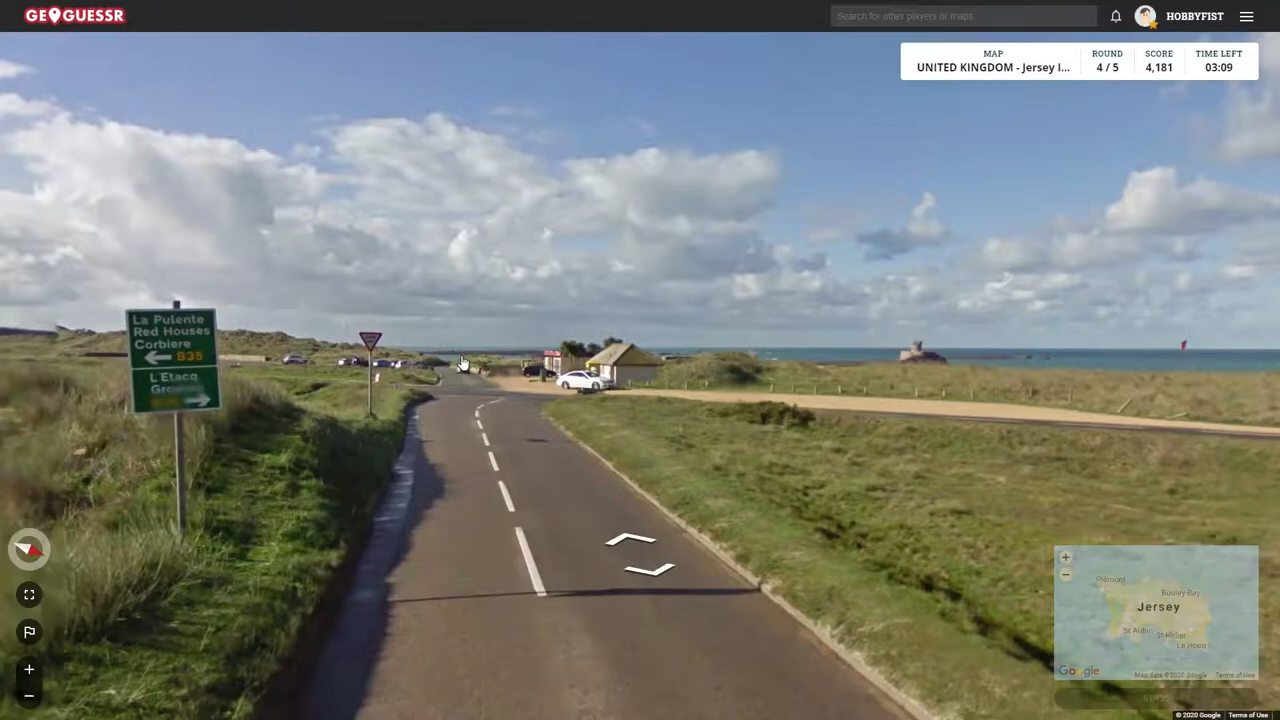 GEOGUESSR
Search for other players or maps
HOBBYFIST
MAP
UNITED KINGDOM - Jersey I...
ROUND
4 / 5
SCORE
4,181
TIME LEFT
03:09
La Pulente
Red Houses
Corbiere
B35
L'Etacq
Plémont
Bouley Bay
Jersey
St Aubin
St Helier
Le Hocq
Google
Map data ©2020 Google
Terms of Use
© 2020 Google
Terms of Use